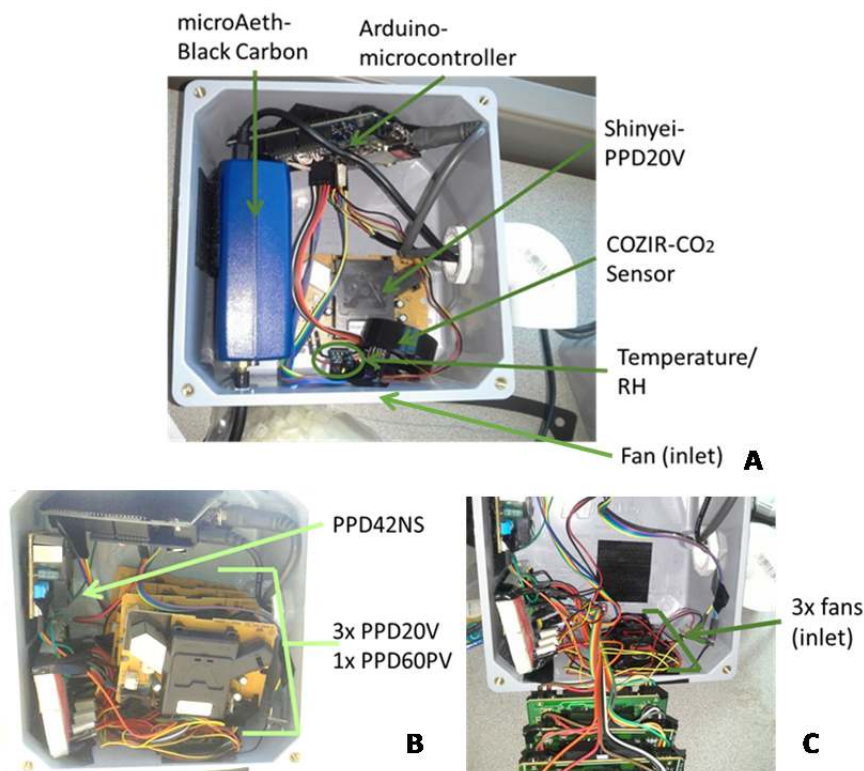 microAeth-
Black Carbon
Arduino-
microcontroller
Shinyei-
PPD20V
COZIR-CO₂
Sensor
Temperature/
RH
Fan (inlet)
A
PPD42NS
3x PPD20V
1x PPD60PV
B
3x fans
(inlet)
C